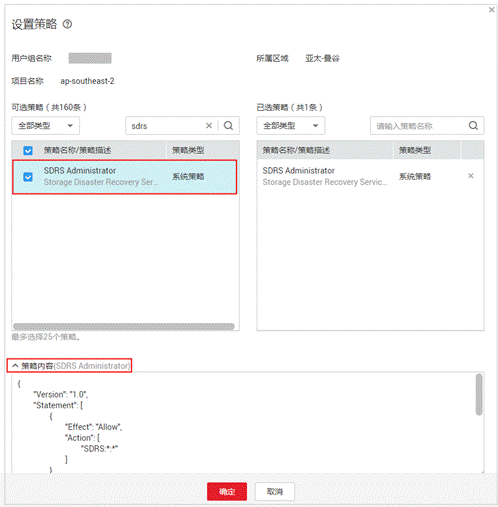 设置策略
用户组名称
所属区域 亚太-曼谷
项目名称 ap-southeast-2
可选策略（共160条）
已选策略（共1条）
全部类型 sdrs
全部类型 请输入策略名称
策略名称/策略描述 策略类型
策略名称/策略描述 策略类型
SDRS Administrator
Storage Disaster Recovery Ser... 系统策略
SDRS Administrator
Storage Disaster Recovery Servic... 系统策略
最多选择25个策略。
策略内容(SDRS Administrator)
{
"Version": "1.0",
"Statement": [
{
"Effect": "Allow",
"Action": [
"SDRS:*:*"
]
}
确定 取消